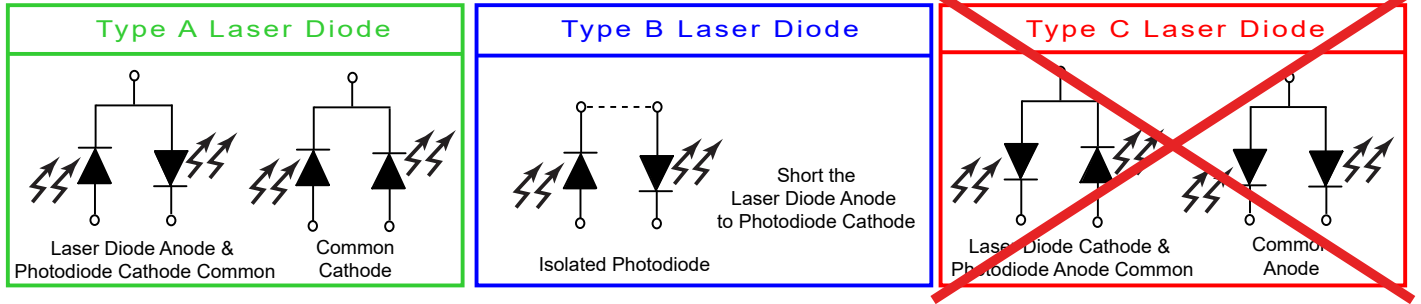 Type A Laser Diode
Laser Diode Anode &
Photodiode Cathode Common
Common
Cathode
Type B Laser Diode
Short the
Laser Diode Anode
to Photodiode Cathode
Isolated Photodiode
Type C Laser Diode
Laser Diode Cathode &
Photodiode Anode Common
Common
Anode